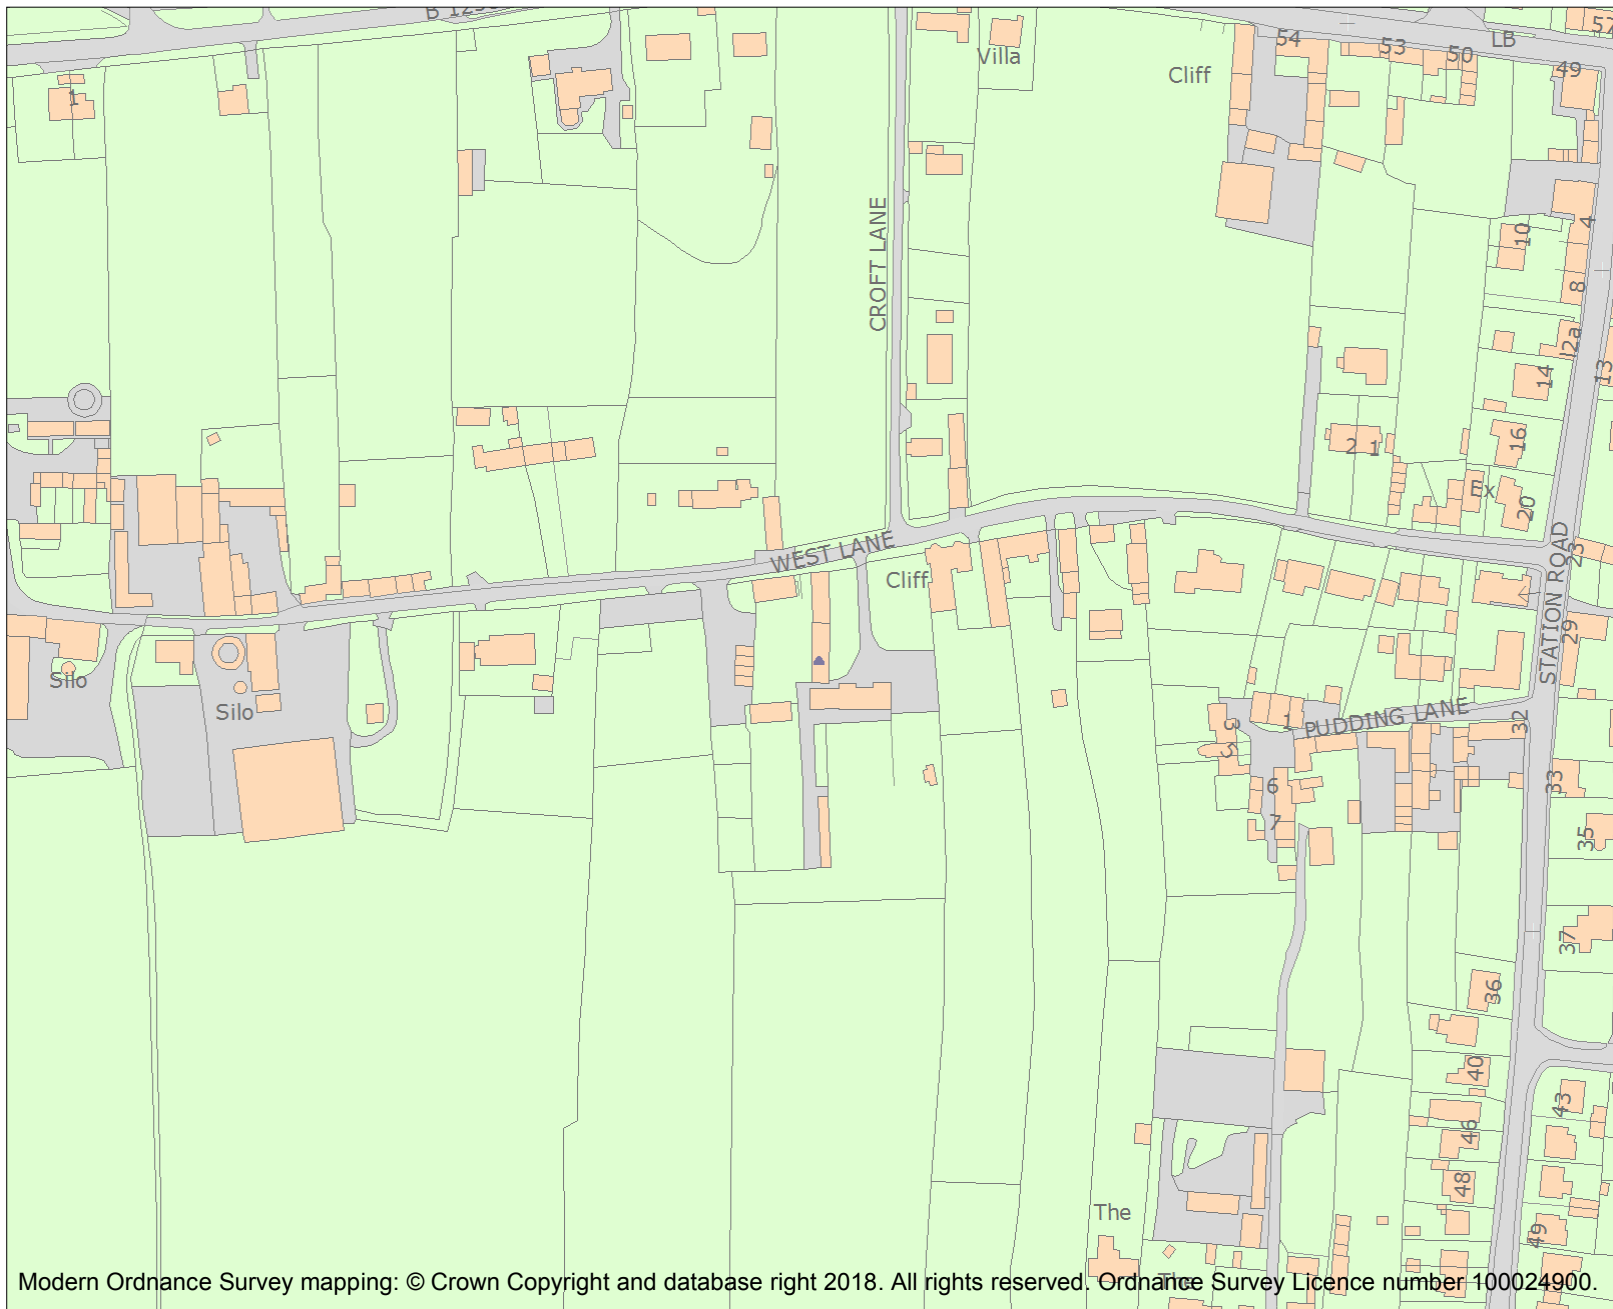 54
53
50
LB
57
Villa
Cliff
49
1
CROFT LANE
4
10
8
12a
13
14
2 1
16
Ex
20
WEST LANE
Cliff
STATION ROAD
23
29
Silo
Silo
3
5
1
PUDDING LANE
32
6
33
7
35
37
36
40
43
46
48
The
49
The
Modern Ordnance Survey mapping: © Crown Copyright and database right 2018. All rights reserved. Ordnance Survey Licence number 100024900.